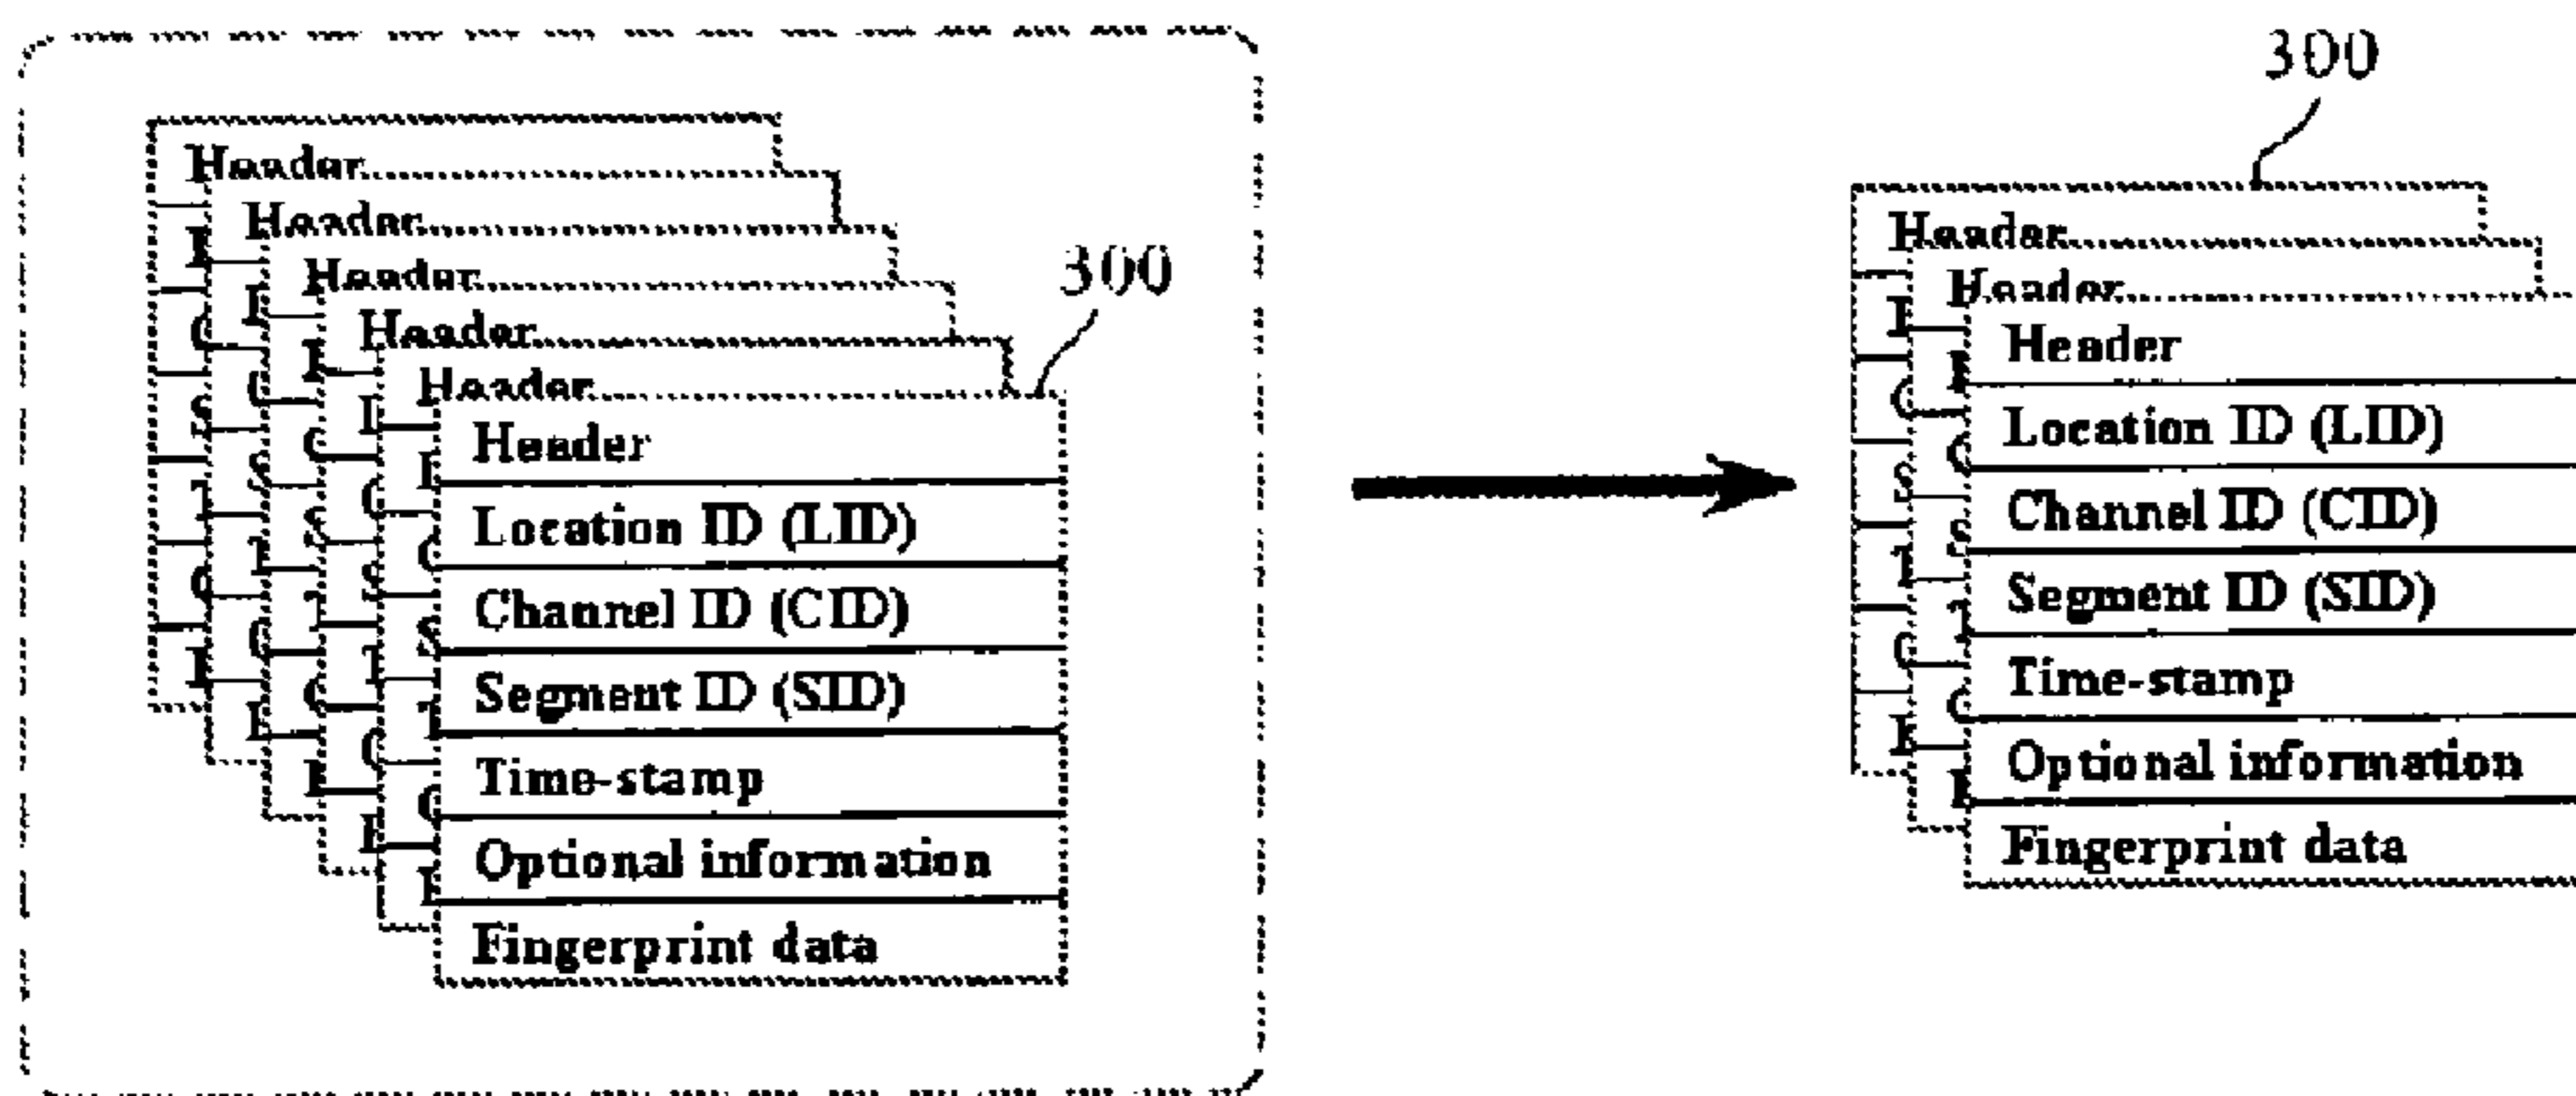 Header
Header
Header
Header
Header
300
Header
Location ID (LID)
Channel ID (CID)
Segment ID (SID)
Time-stamp
Optional information
Fingerprint data
300
Header
Header
Header
Location ID (LID)
Channel ID (CID)
Segment ID (SID)
Time-stamp
Optional information
Fingerprint data